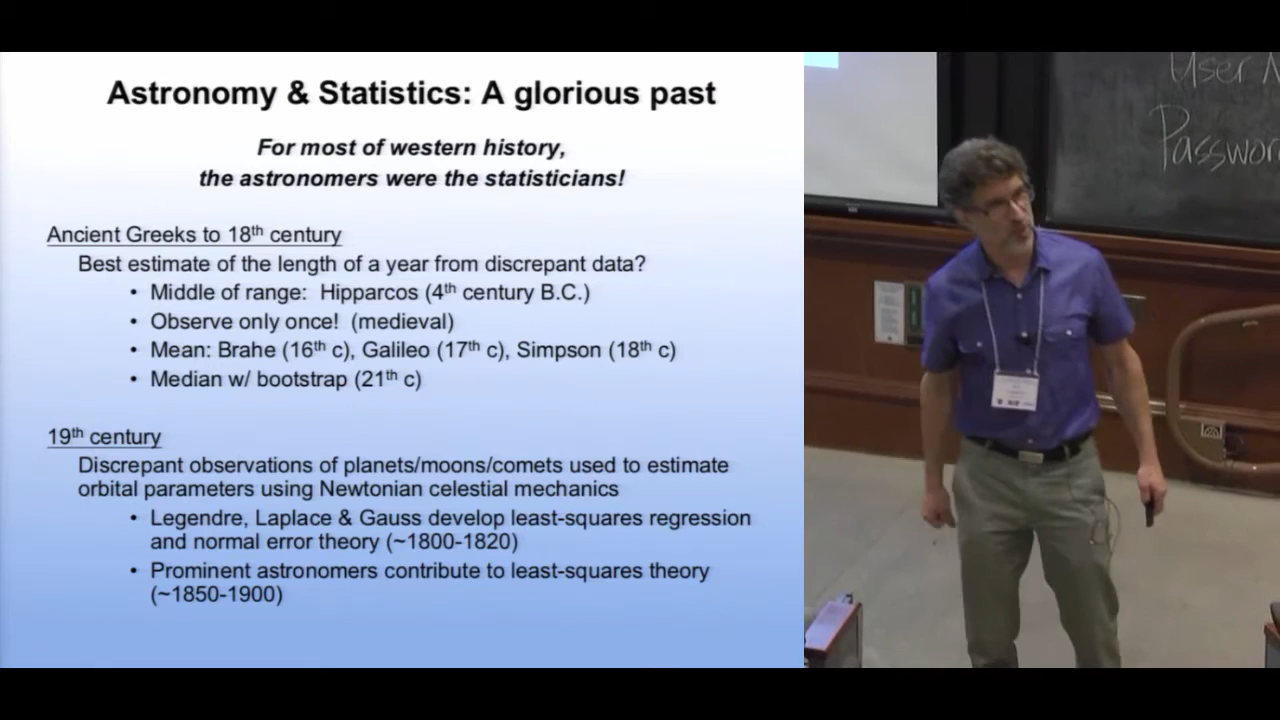 Astronomy & Statistics: A glorious past
For most of western history,
the astronomers were the statisticians!
Ancient Greeks to 18th century
Best estimate of the length of a year from discrepant data?
• Middle of range: Hipparcos (4th century B.C.)
• Observe only once! (medieval)
• Mean: Brahe (16th c), Galileo (17th c), Simpson (18th c)
• Median w/ bootstrap (21th c)
19th century
Discrepant observations of planets/moons/comets used to estimate
orbital parameters using Newtonian celestial mechanics
• Legendre, Laplace & Gauss develop least-squares regression
and normal error theory (~1800-1820)
• Prominent astronomers contribute to least-squares theory
(~1850-1900)
User